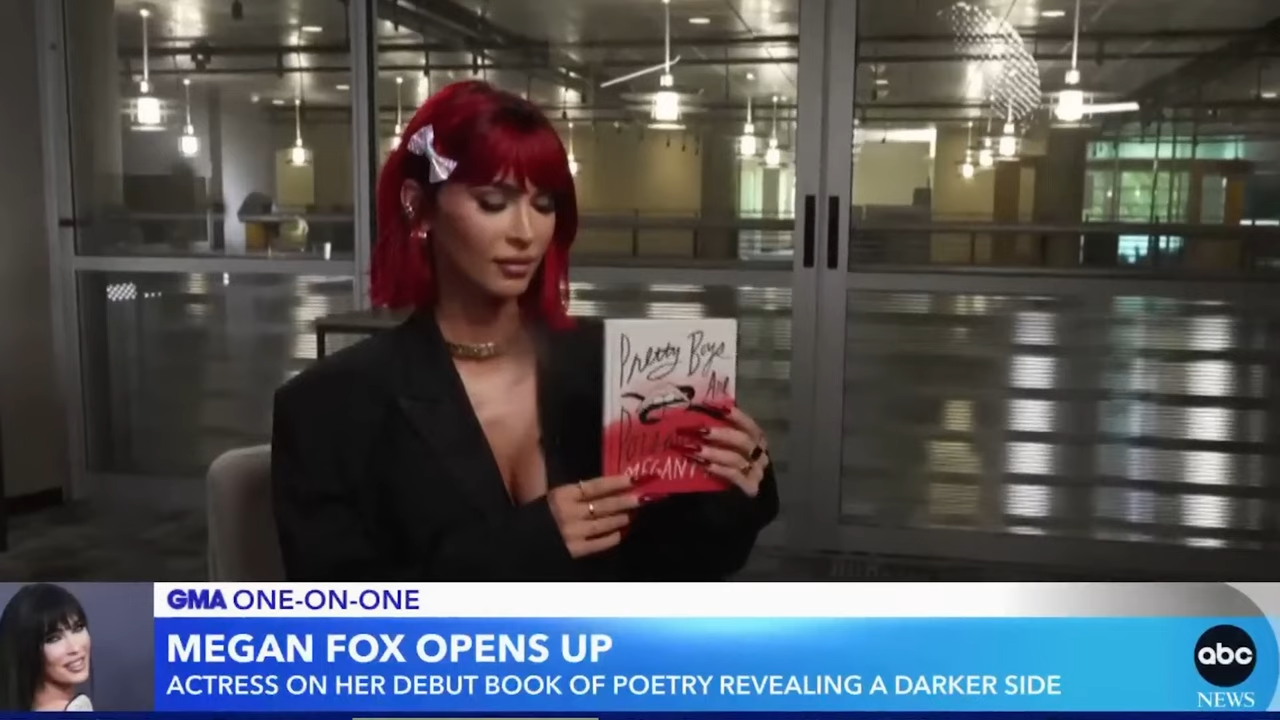 Pretty Boys
Are
MEGAN
GMA ONE-ON-ONE
MEGAN FOX OPENS UP
ACTRESS ON HER DEBUT BOOK OF POETRY REVEALING A DARKER SIDE
abc
NEWS